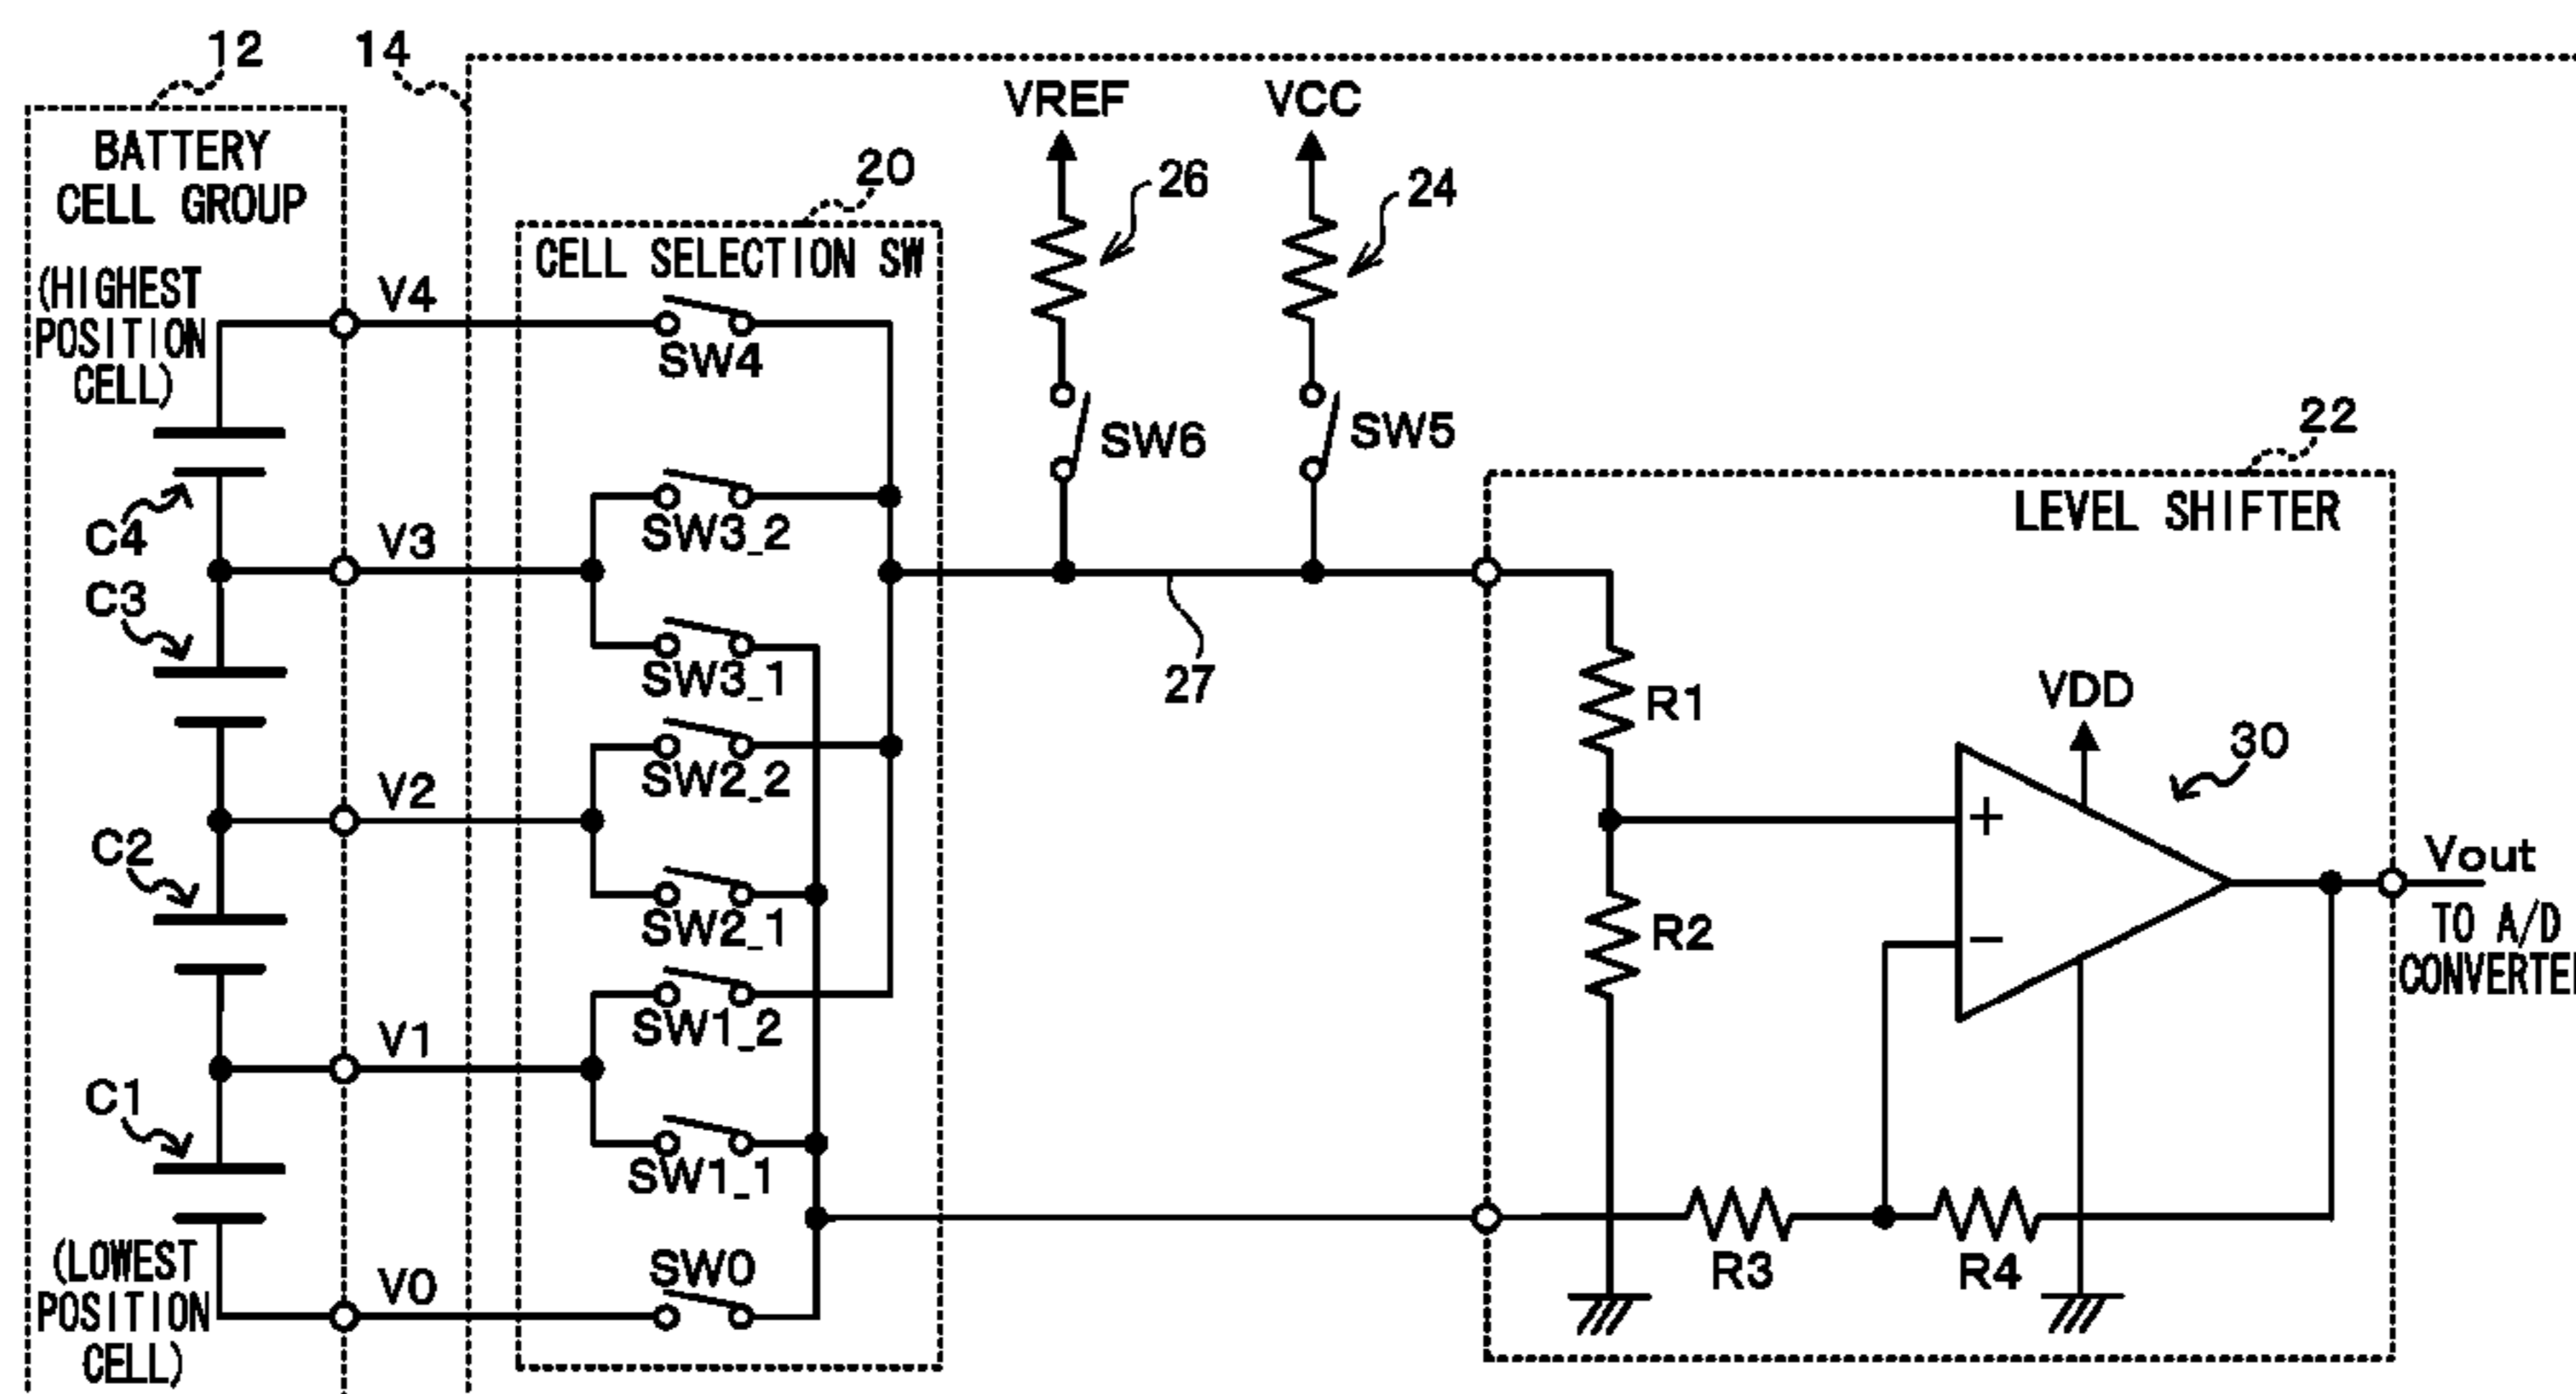 12
14
BATTERY
CELL GROUP
(HIGHEST
POSITION
CELL)
C4
C3
C2
C1
(LOWEST
POSITION
CELL)
V4
V3
V2
V1
V0
20
CELL SELECTION SW
SW4
SW3_2
SW3_1
SW2_2
SW2_1
SW1_2
SW1_1
SW0
VREF
26
SW6
VCC
24
SW5
27
22
LEVEL SHIFTER
R1
R2
VDD
30
+
−
R3
R4
Vout
TO A/D